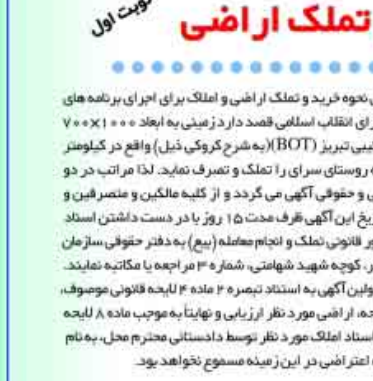 نوبت اول
تملک اراضی
نحوه خرید و تملک اراضی و املاک برای اجرای برنامه های
رای انقلاب اسلامی قصد دارد زمینی به ابعاد ۱۰۰۰×۷۰۰
تبریز (BOT)(به شرح کروکی ذیل) واقع در کیلومتر
روستای سرای را تملک و تصرف نماید. لذا مراتب در دو
ی و حقوقی آگهی می گردد و از کلیه مالکین و متصرفین و
ریخ این آگهی ظرف مدت ۱۵ روز با در دست داشتن اسناد
ور قانونی تملک و انجام معامله (بیع) به دفتر حقوقی سازمان
ر، کوچه شهید شهامتی، شماره ۳ مراجعه یا مکاتبه نمایند.
ولین آگهی به استناد تبصره ۲ ماده ۴ لایحه قانونی موصوف،
حه، اراضی مورد نظر ارزیابی و نهایتاً به موجب ماده ۸ لایحه
اسناد املاک مورد نظر توسط دادستانی محترم محل، به نام
اعتراضی در این زمینه مسموع نخواهد بود.